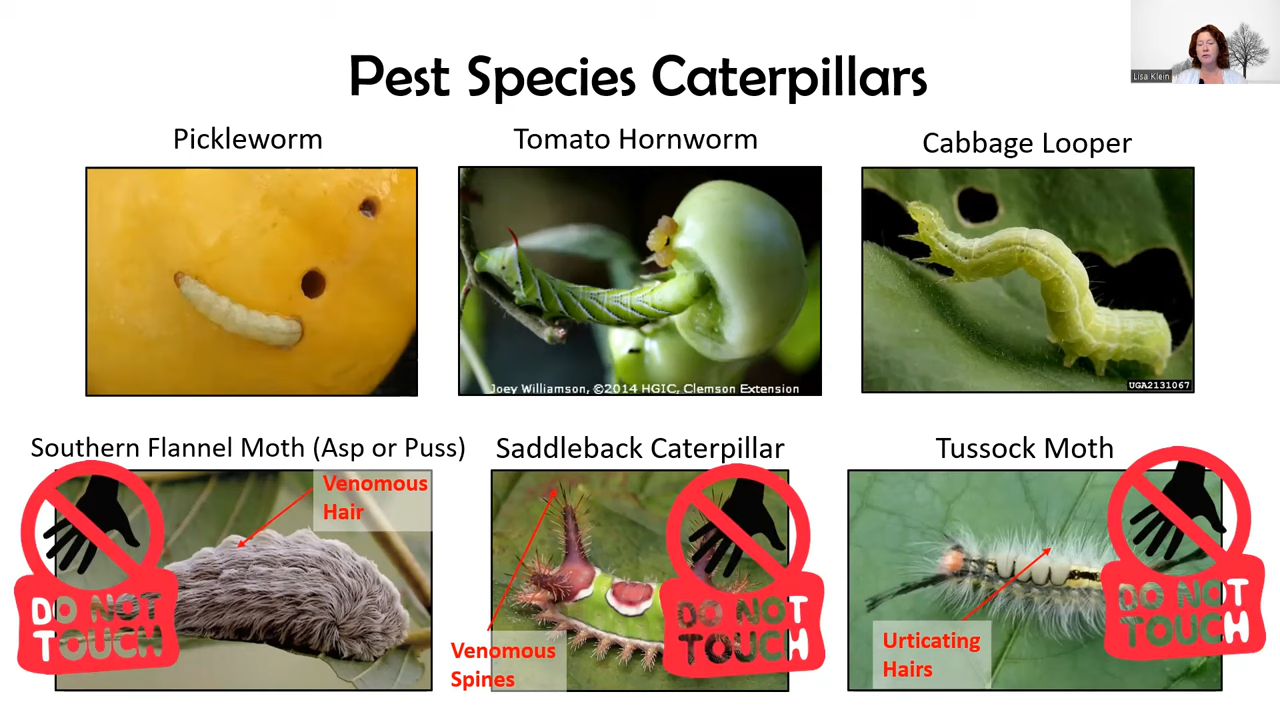 Lisa Klein
Pest Species Caterpillars
Pickleworm
Tomato Hornworm
Cabbage Looper
Joey Williamson, ©2014 HGIC, Clemson Extension
UGA2131067
Southern Flannel Moth (Asp or Puss)
Saddleback Caterpillar
Tussock Moth
Venomous
Hair
DO NOT
TOUCH
Venomous
Spines
DO NOT
TOUCH
Urticating
Hairs
DO NOT
TOUCH